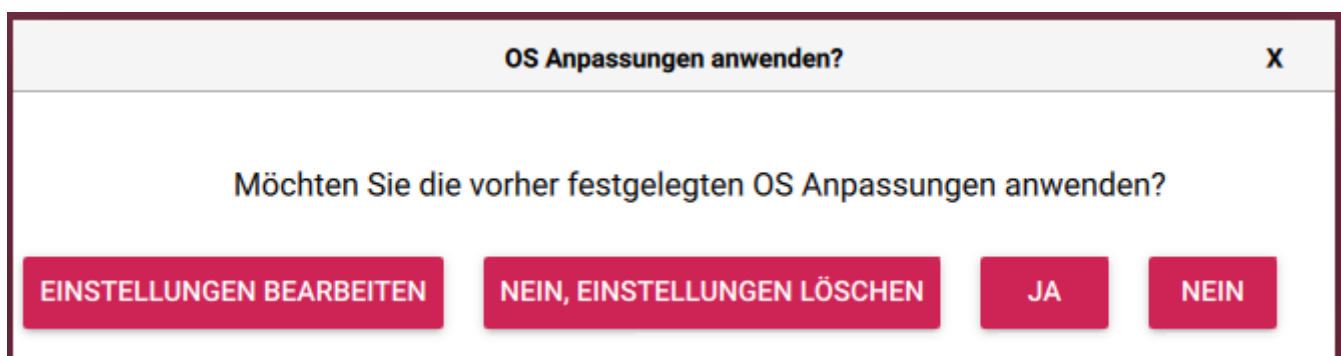 OS Anpassungen anwenden? X
Möchten Sie die vorher festgelegten OS Anpassungen anwenden?
EINSTELLUNGEN BEARBEITEN NEIN, EINSTELLUNGEN LÖSCHEN JA NEIN